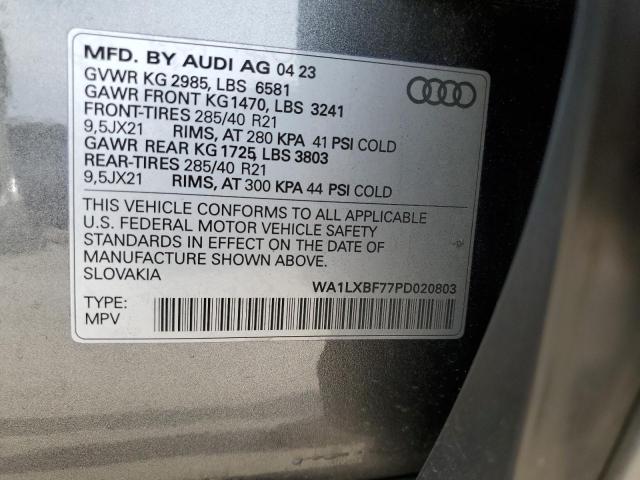 MFD. BY AUDI AG 04 23
GVWR KG 2985, LBS 6581
GAWR FRONT KG1470, LBS 3241
FRONT-TIRES 285/40 R21
9,5JX21 RIMS, AT 280 KPA 41 PSI COLD
GAWR REAR KG 1725, LBS 3803
REAR-TIRES 285/40 R21
9,5JX21 RIMS, AT 300 KPA 44 PSI COLD
THIS VEHICLE CONFORMS TO ALL APPLICABLE
U.S. FEDERAL MOTOR VEHICLE SAFETY
STANDARDS IN EFFECT ON THE DATE OF
MANUFACTURE SHOWN ABOVE.
SLOVAKIA
WA1LXBF77PD020803
TYPE:
MPV